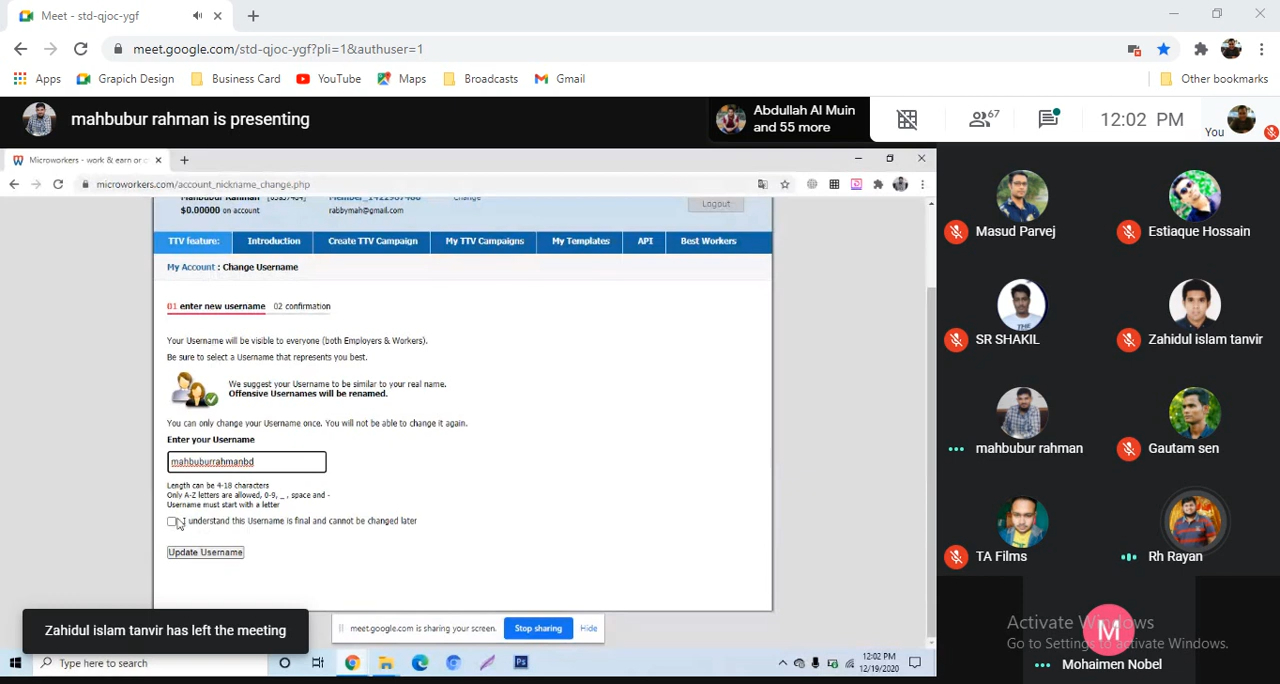 Meet - std-qjoc-ygf
meet.google.com/std-qjoc-ygf?pli=1&authuser=1
Apps Grapich Design Business Card YouTube Maps Broadcasts Gmail Other bookmarks
mahbubur rahman is presenting
Abdullah Al Muin
and 55 more
67
12:02 PM
You
Microworkers - work & earn or
microworkers.com/account_nickname_change.php
Change
Logout
$0.00000 on account
rabbymah@gmail.com
TTV feature: Introduction Create TTV Campaign My TTV Campaigns My Templates API Best Workers
My Account : Change Username
01 enter new username 02 confirmation
Your Username will be visible to everyone (both Employers & Workers).
Be sure to select a Username that represents you best.
We suggest your Username to be similar to your real name.
Offensive Usernames will be renamed.
You can only change your Username once. You will not be able to change it again.
Enter your Username
mahbuburrahmanbd
Length can be 4-18 characters
Only A-Z letters are allowed, 0-9, _ , space and -
Username must start with a letter
I understand this Username is final and cannot be changed later
Update Username
Masud Parvej
Estiaque Hossain
SR SHAKIL
Zahidul islam tanvir
mahbubur rahman
Gautam sen
TA Films
Rh Rayan
M
Mohaimen Nobel
Activate Windows
Go to Settings to activate Windows.
Zahidul islam tanvir has left the meeting
meet.google.com is sharing your screen. Stop sharing Hide
Type here to search
Ps
12:02 PM
12/19/2020